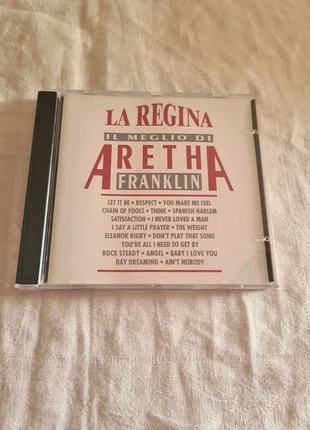 LA REGINA
IL MEGLIO DI
ARETHA
FRANKLIN
LET IT BE • RESPECT • YOU MAKE ME FEEL
CHAIN OF FOOLS • THINK • SPANISH HARLEM
SATISFACTION • I NEVER LOVED A MAN
I SAY A LITTLE PRAYER • THE WEIGHT
ELEANOR RIGBY • DON'T PLAY THAT SONG
YOU'RE ALL I NEED TO GET BY
ROCK STEADY • ANGEL • BABY I LOVE YOU
DAY DREAMING • AIN'T NOBODY